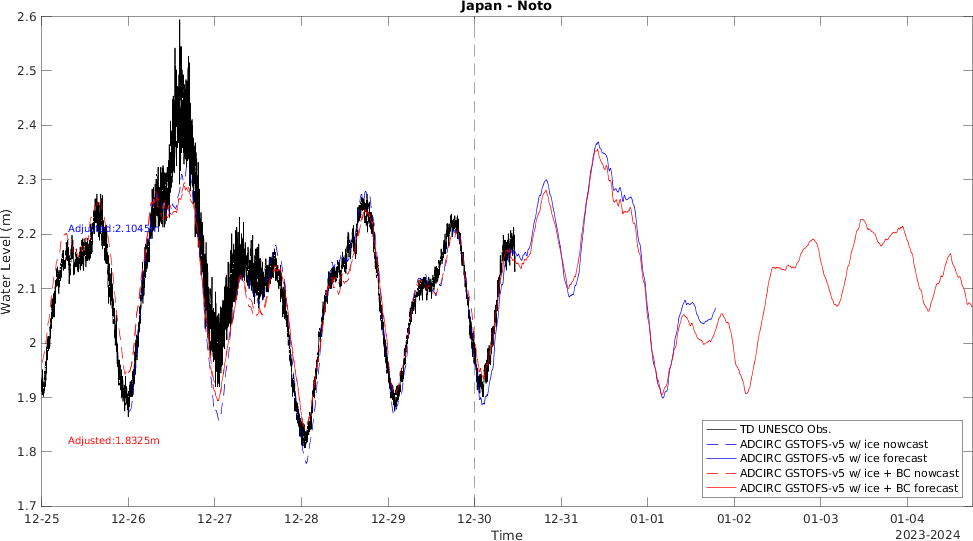 Japan - Noto
2.6
2.5
2.4
2.3
2.2
2.1
2
1.9
1.8
1.7
Water Level (m)
Adjusted:2.1045m
Adjusted:1.8325m
TD UNESCO Obs.
ADCIRC GSTOFS-v5 w/ ice nowcast
ADCIRC GSTOFS-v5 w/ ice forecast
ADCIRC GSTOFS-v5 w/ ice + BC nowcast
ADCIRC GSTOFS-v5 w/ ice + BC forecast
12-25 12-26 12-27 12-28 12-29 12-30 12-31 01-01 01-02 01-03 01-04
Time
2023-2024